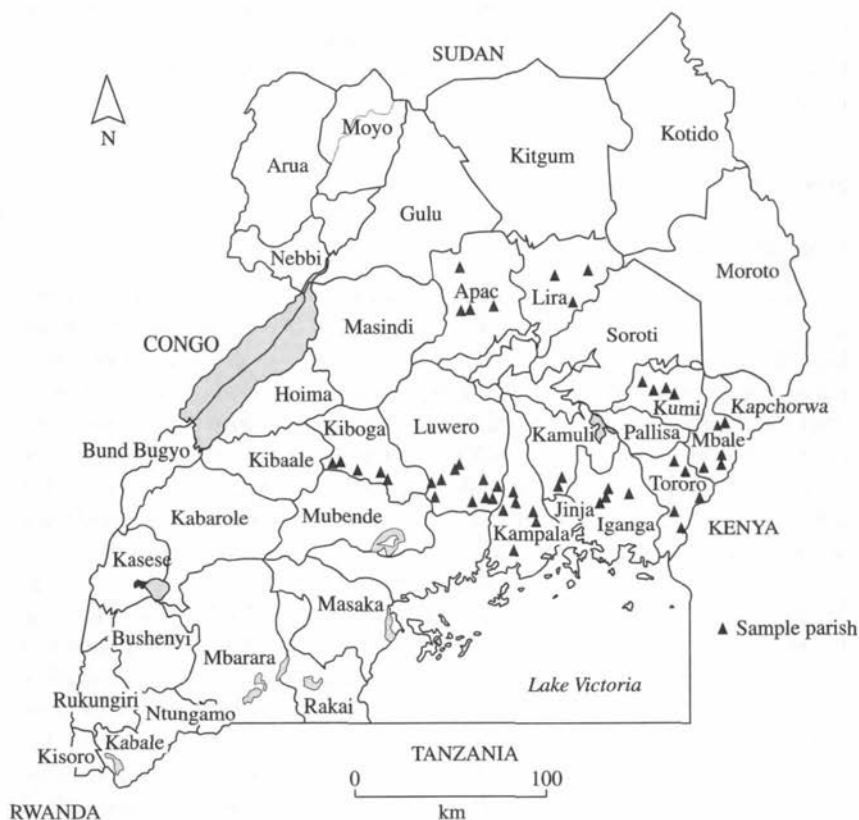 SUDAN
N
Moyo
Kotido
Arua
Kitgum
Gulu
Nebbi
Moroto
Apac
Lira
CONGO
Masindi
Soroti
Hoima
Kumi
Kapchorwa
Kiboga
Luwero
Kamuli
Pallisa
Mbale
Bund Bugyo
Kibaale
Tororo
Kabarole
Mubende
Jinja
Iganga
Kampala
KENYA
Kasese
Masaka
▲ Sample parish
Bushenyi
Mbarara
Lake Victoria
Rukungiri
Ntungamo
Rakai
Kabale
Kisoro
TANZANIA
0 100
km
RWANDA